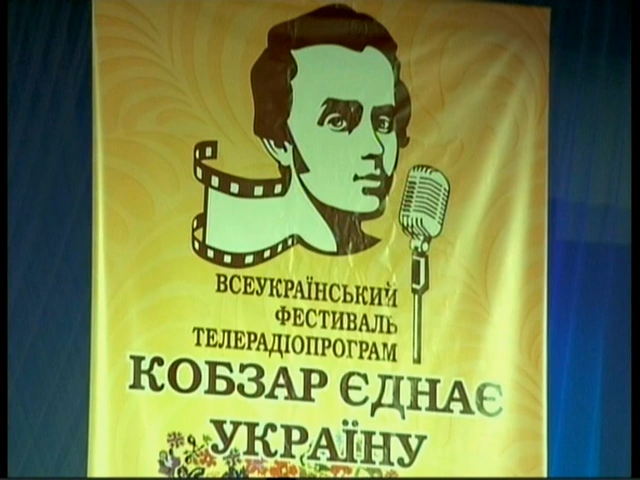 ВСЕУКРАЇНСЬКИЙ
ФЕСТИВАЛЬ
ТЕЛЕРАДІОПРОГРАМ
КОБЗАР ЄДНАЄ
УКРАЇНУ